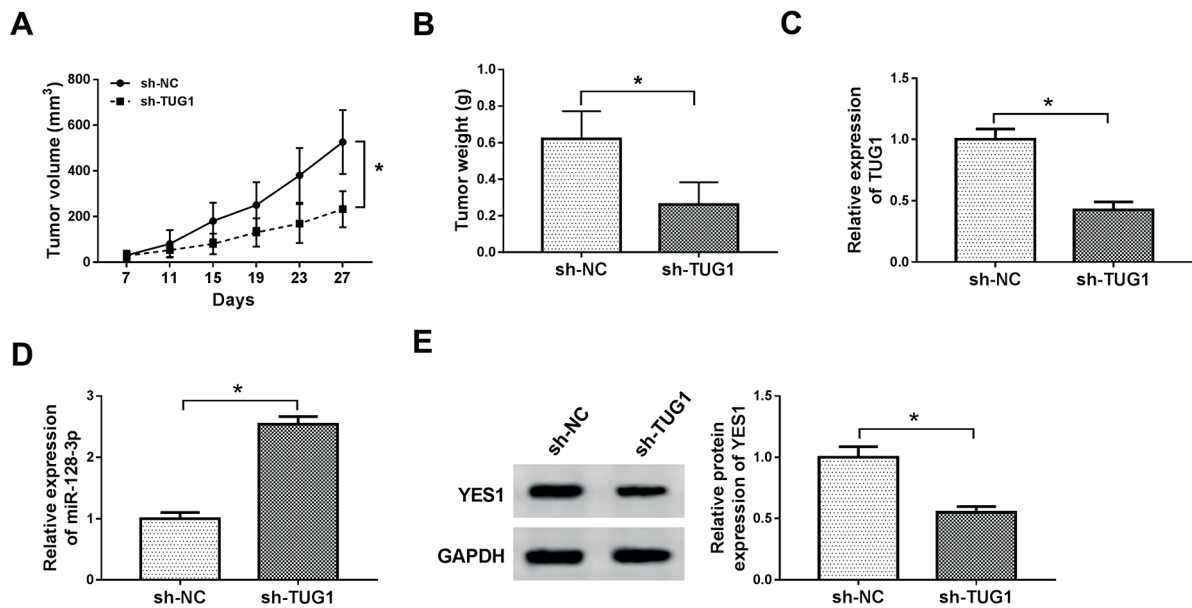 A
Tumor volume (mm³)
800
600
400
200
0
sh-NC
sh-TUG1
*
7 11 15 19 23 27
Days
B
Tumor weight (g)
1.0
0.8
0.6
0.4
0.2
0.0
*
sh-NC sh-TUG1
C
Relative expression
of TUG1
1.5
1.0
0.5
0.0
*
sh-NC sh-TUG1
D
Relative expression
of miR-128-3p
3
2
1
0
*
sh-NC sh-TUG1
E
sh-NC sh-TUG1
YES1
GAPDH
Relative protein
expression of YES1
1.5
1.0
0.5
0.0
*
sh-NC sh-TUG1